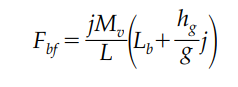 F_{bf} = \frac{jM_v}{L}\left(L_b + \frac{h_g}{g}j\right)